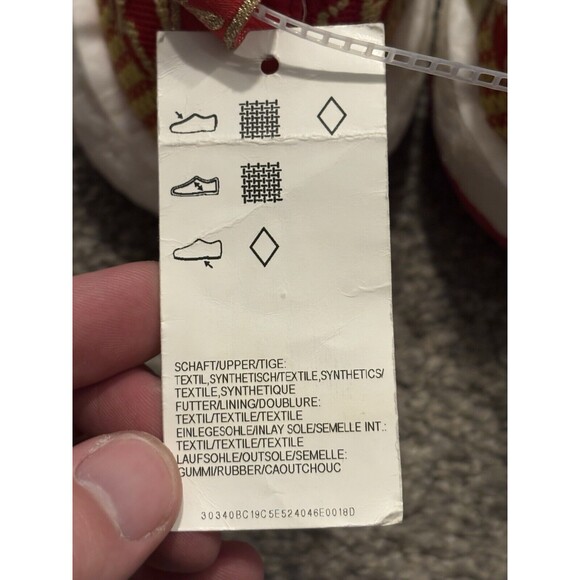 SCHAFT/UPPER/TIGE:
TEXTIL,SYNTHETISCH/TEXTILE,SYNTHETICS/
TEXTILE,SYNTHETIQUE
FUTTER/LINING/DOUBLURE:
TEXTIL/TEXTILE/TEXTILE
EINLEGESOHLE/INLAY SOLE/SEMELLE INT.:
TEXTIL/TEXTILE/TEXTILE
LAUFSOHLE/OUTSOLE/SEMELLE:
GUMMI/RUBBER/CAOUTCHOUC
30340BC19C5E524046E0018D